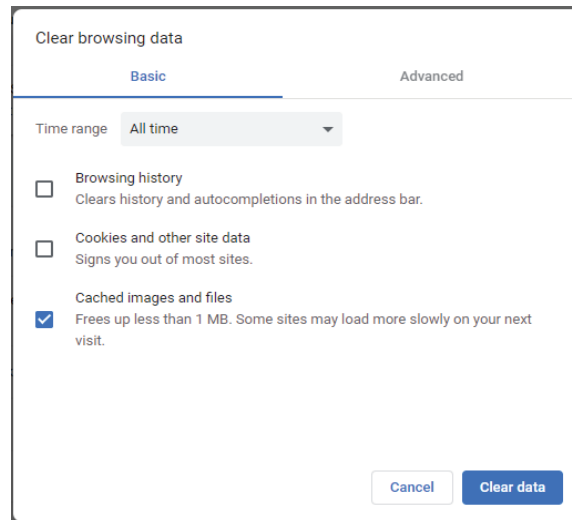 Clear browsing data
Basic
Advanced
Time range
All time
Browsing history
Clears history and autocompletions in the address bar.
Cookies and other site data
Signs you out of most sites.
Cached images and files
Frees up less than 1 MB. Some sites may load more slowly on your next
visit.
Cancel
Clear data